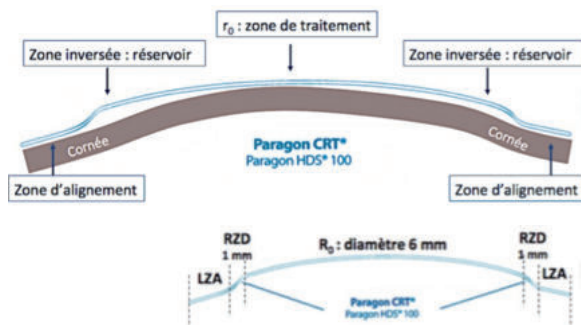 r₀ : zone de traitement
Zone inversée : réservoir
Zone inversée : réservoir
Cornée
Cornée
Paragon CRT®
Paragon HDS® 100
Zone d'alignement
Zone d'alignement
RZD
1 mm
R₀ : diamètre 6 mm
RZD
1 mm
LZA
LZA
Paragon CRT®
Paragon HDS® 100